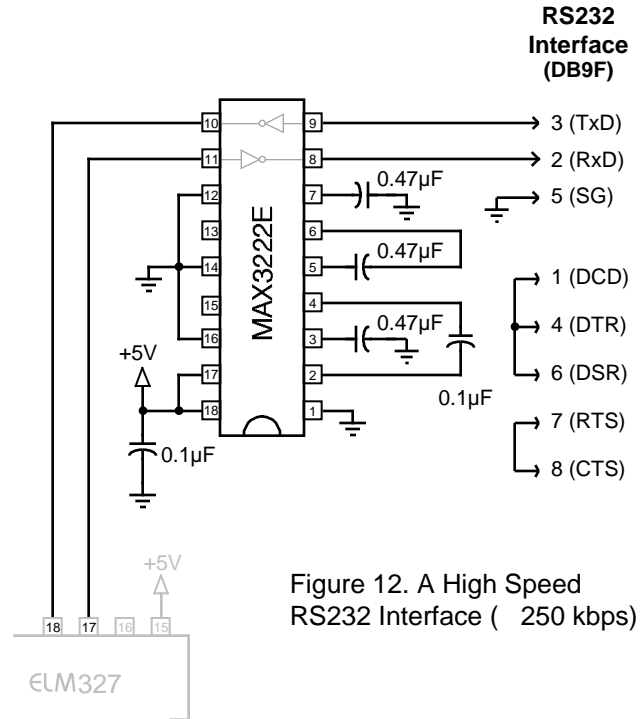 RS232
Interface
(DB9F)
10
9
3 (TxD)
11
8
2 (RxD)
12
7
0.47µF
5 (SG)
13
6
MAX3222E
14
5
0.47µF
15
4
1 (DCD)
16
3
0.47µF
4 (DTR)
+5V
17
2
0.1µF
6 (DSR)
18
1
7 (RTS)
0.1µF
8 (CTS)
+5V
Figure 12. A High Speed
RS232 Interface (   250 kbps)
18
17
16
15
ELM327